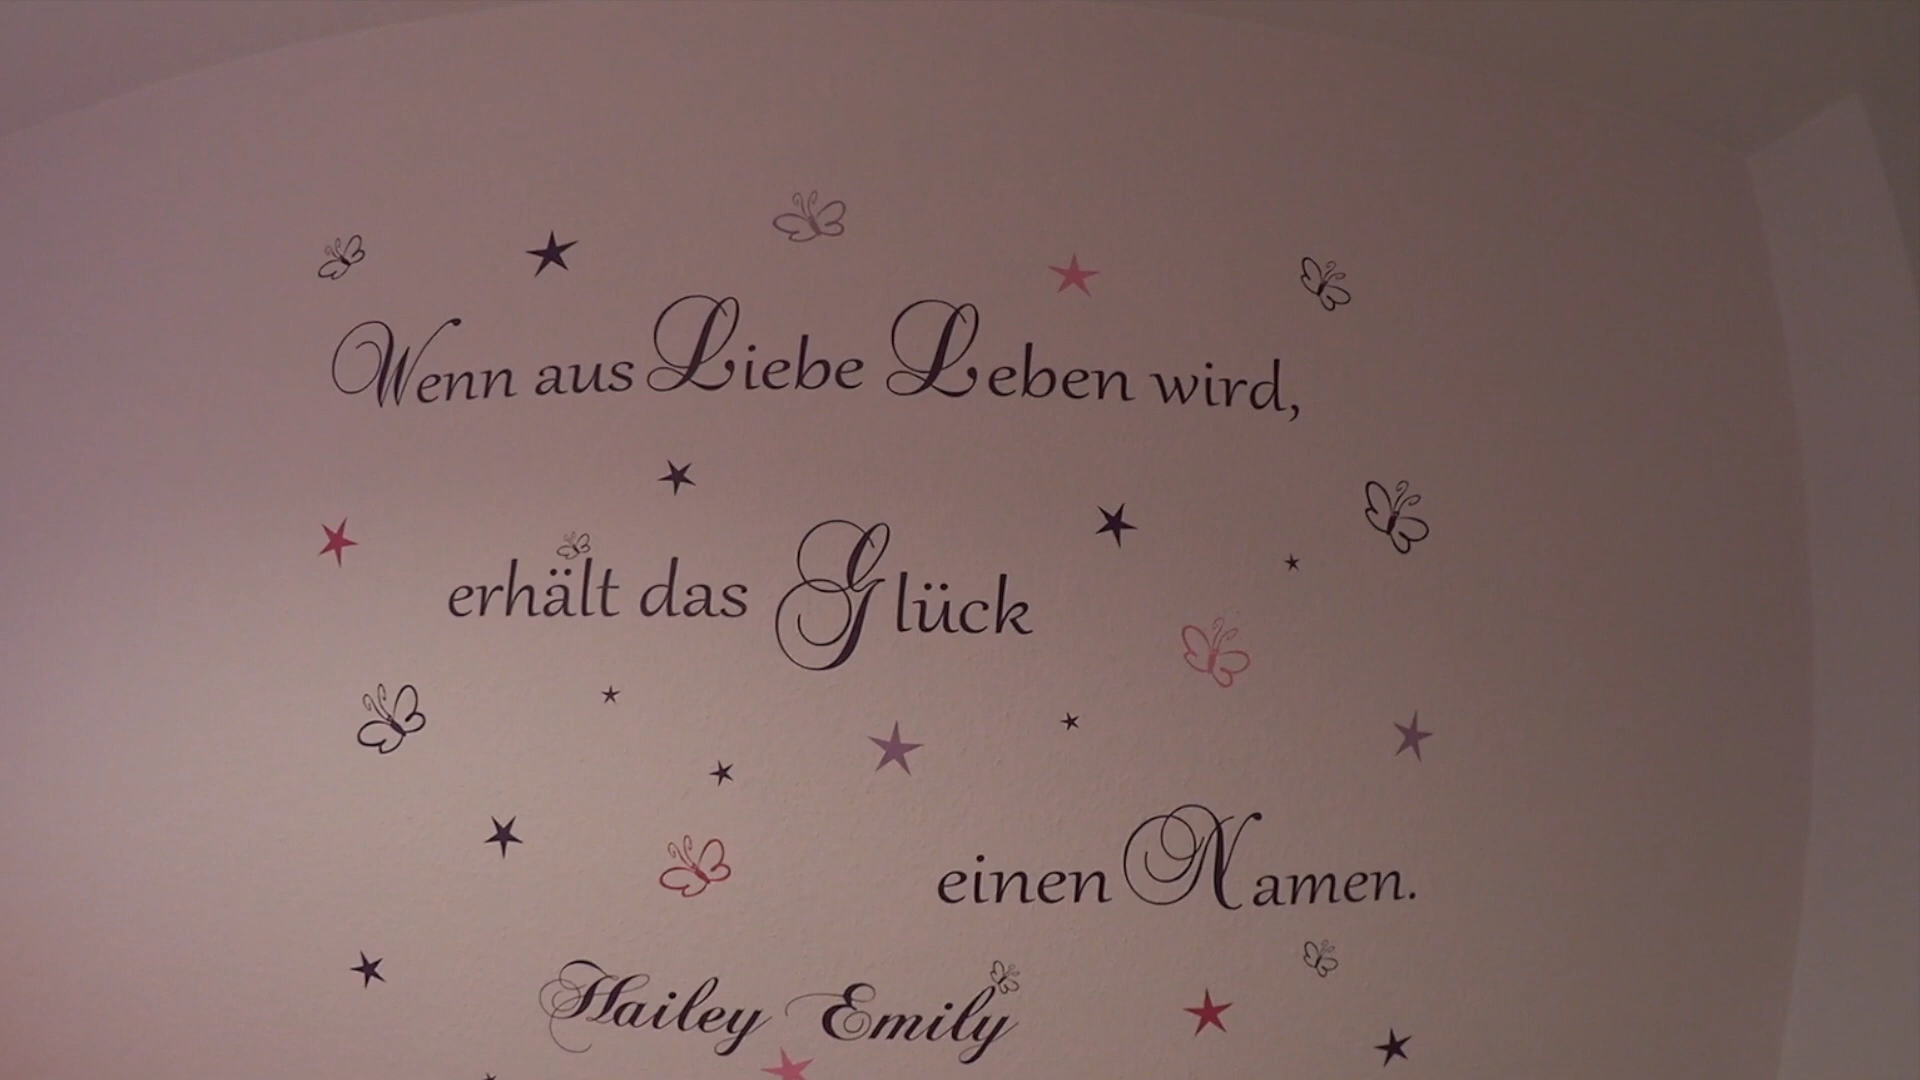 Wenn aus Liebe Leben wird,
erhält das Glück
einen Namen.
Hailey Emily